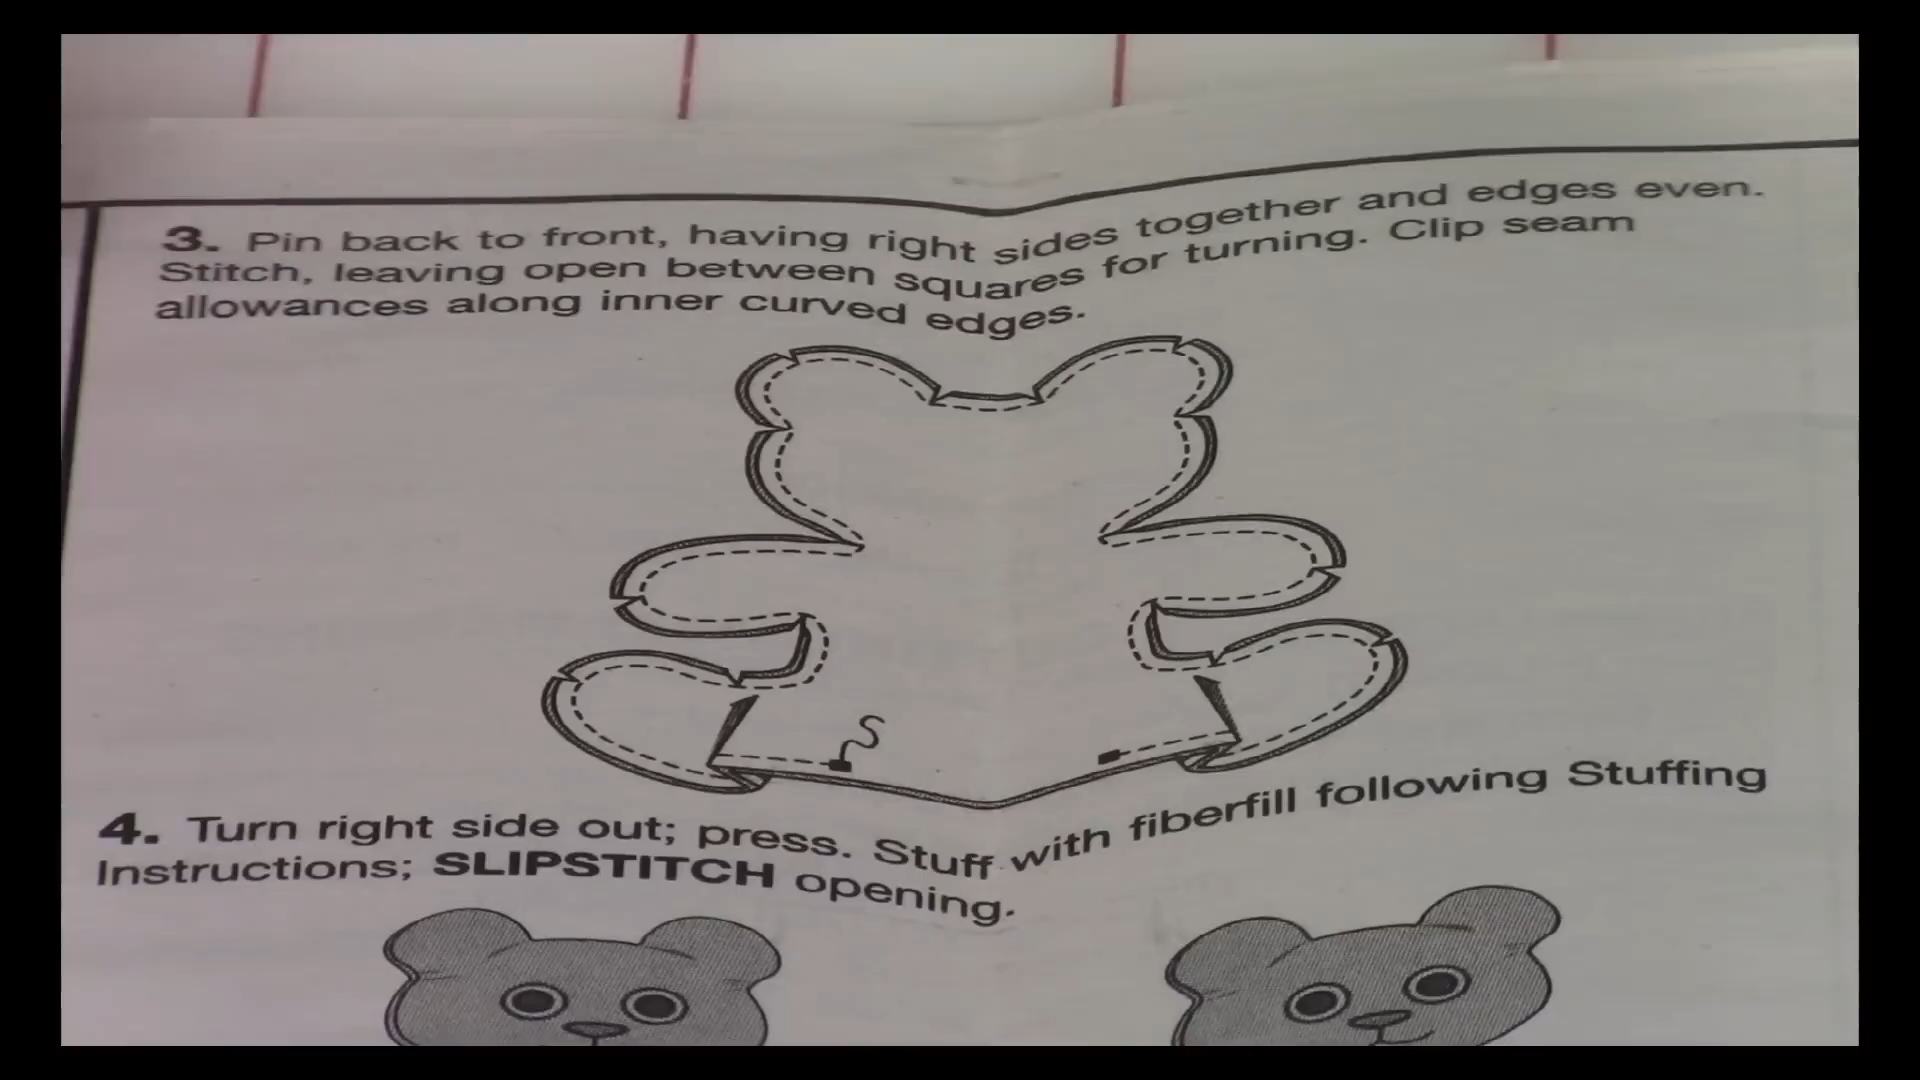 3. Pin back to front, having right sides together and edges even.
Stitch, leaving open between squares for turning. Clip seam
allowances along inner curved edges.
4. Turn right side out; press. Stuff with fiberfill following Stuffing
Instructions; SLIPSTITCH opening.